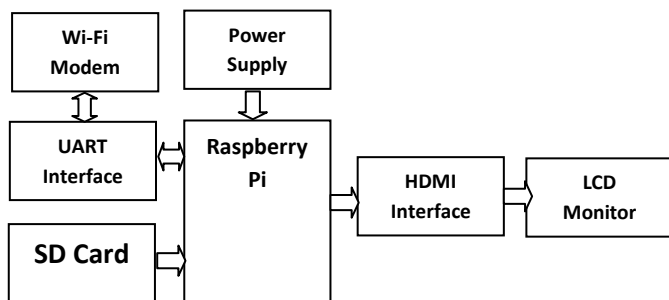 Wi-Fi
Modem
Power
Supply
UART
Interface
Raspberry
Pi
HDMI
Interface
LCD
Monitor
SD Card